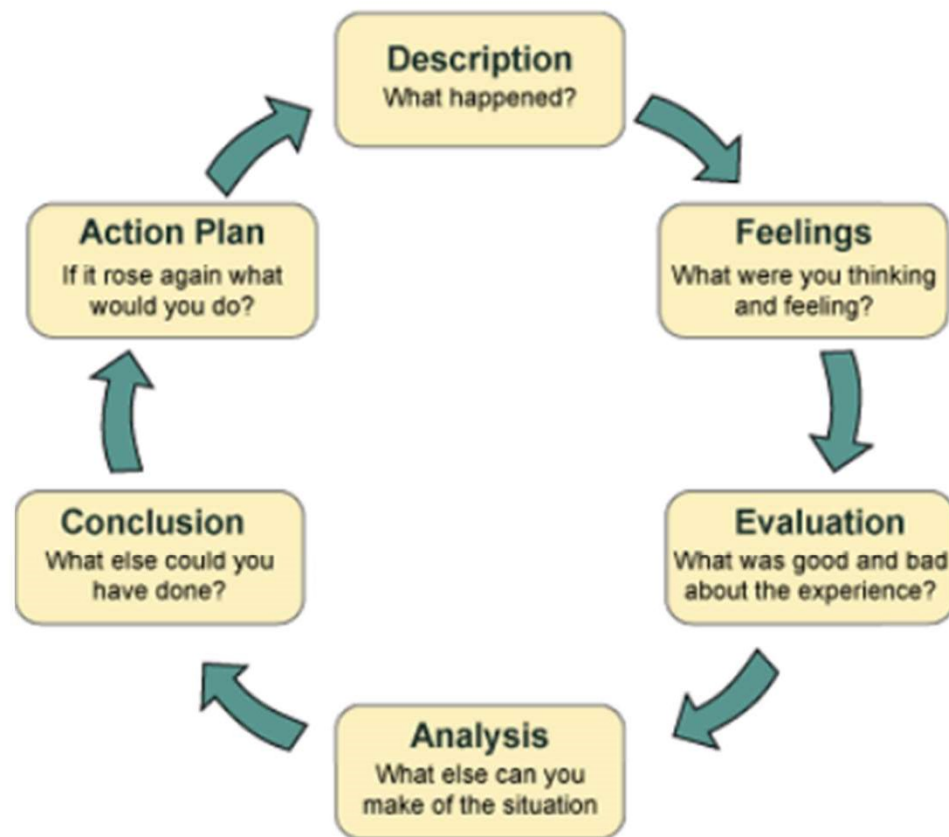 Description
What happened?
Feelings
What were you thinking
and feeling?
Evaluation
What was good and bad
about the experience?
Analysis
What else can you
make of the situation
Conclusion
What else could you
have done?
Action Plan
If it rose again what
would you do?